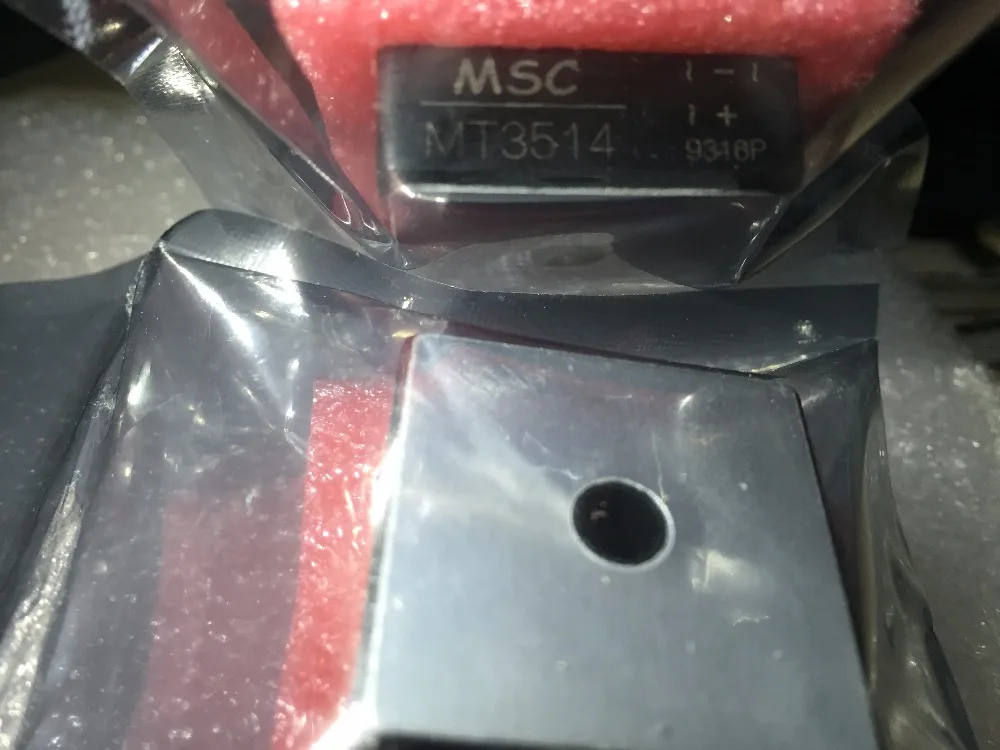 MSC
MT3514
~ - ~
~ +
9316P